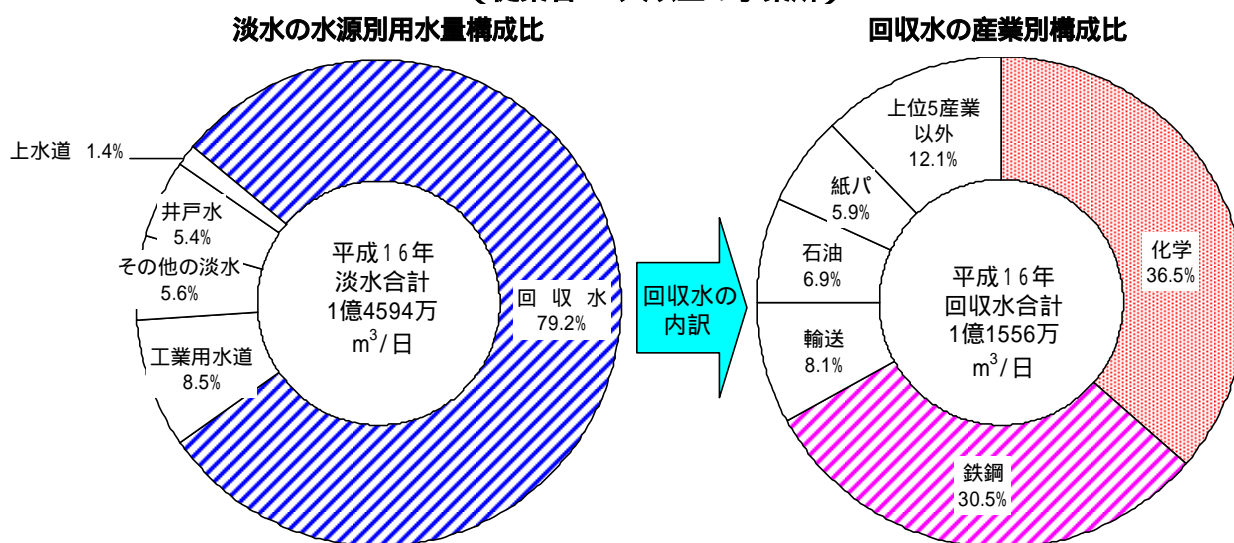 淡水の水源別用水量構成比
上水道 1.4%
井戸水
5.4%
その他の淡水
5.6%
工業用水道
8.5%
平成16年
淡水合計
1億4594万
m³/日
回収水
79.2%
回収水の
内訳
回収水の産業別構成比
上位5産業
以外
12.1%
紙パ
5.9%
石油
6.9%
輸送
8.1%
平成16年
回収水合計
1億1556万
m³/日
化学
36.5%
鉄鋼
30.5%